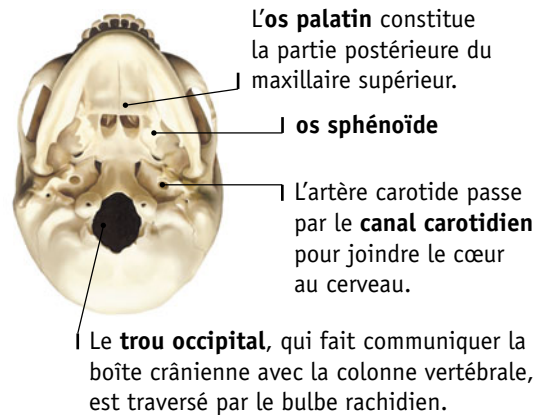 L'os palatin constitue
la partie postérieure du
maxillaire supérieur.
os sphénoïde
L'artère carotide passe
par le canal carotidien
pour joindre le cœur
au cerveau.
Le trou occipital, qui fait communiquer la
boîte crânienne avec la colonne vertébrale,
est traversé par le bulbe rachidien.